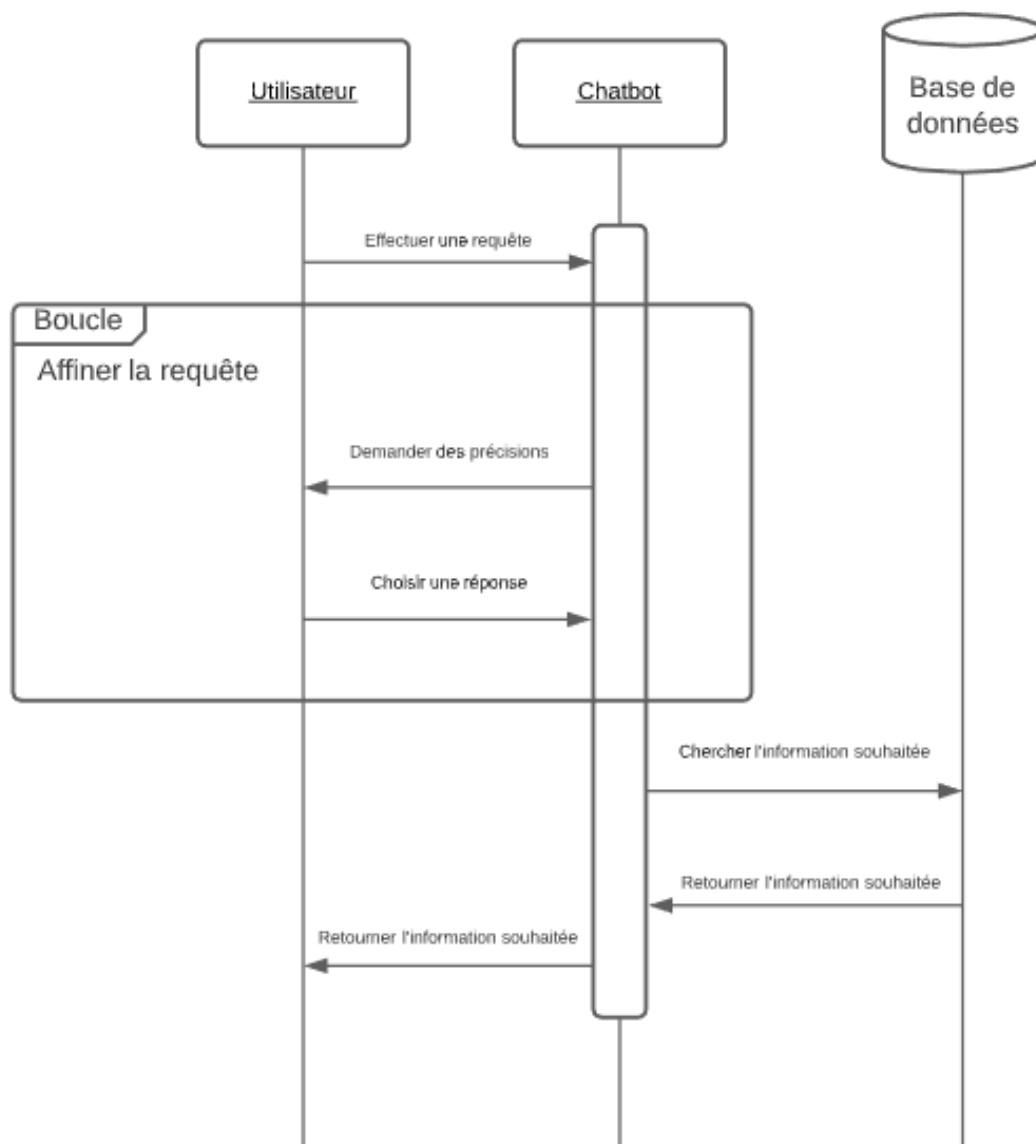 Utilisateur
Chatbot
Base de
données
Effectuer une requête
Boucle
Affiner la requête
Demander des précisions
Choisir une réponse
Chercher l'information souhaitée
Retourner l'information souhaitée
Retourner l'information souhaitée